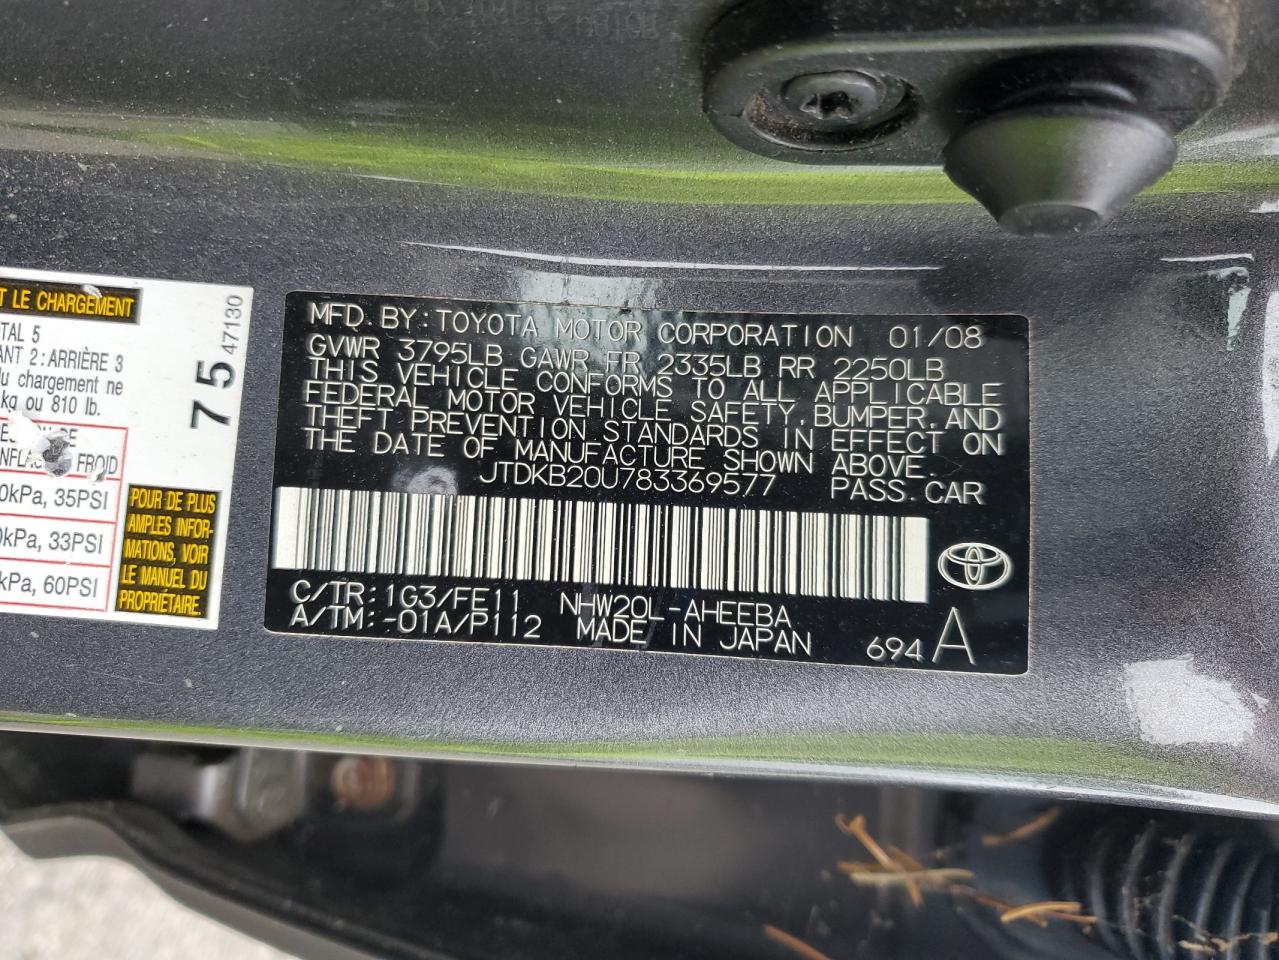 T LE CHARGEMENT
TAL 5
ANT 2 : ARRIÈRE 3
du chargement ne
kg ou 810 lb.
FROID
0kPa, 35PSI
0kPa, 33PSI
kPa, 60PSI
POUR DE PLUS
AMPLES INFOR-
MATIONS, VOIR
LE MANUEL DU
PROPRIÉTAIRE.
75
47130
MFD. BY: TOYOTA MOTOR CORPORATION 01/08
GVWR 3795LB GAWR FR 2335LB RR 2250LB
THIS VEHICLE CONFORMS TO ALL APPLICABLE
FEDERAL MOTOR VEHICLE SAFETY, BUMPER, AND
THEFT PREVENTION STANDARDS IN EFFECT ON
THE DATE OF MANUFACTURE SHOWN ABOVE.
JTDKB20U783369577 PASS. CAR
C/TR: 1G3/FE11 NHW20L-AHEEBA
A/TM: -01A/P112 MADE IN JAPAN 694 A